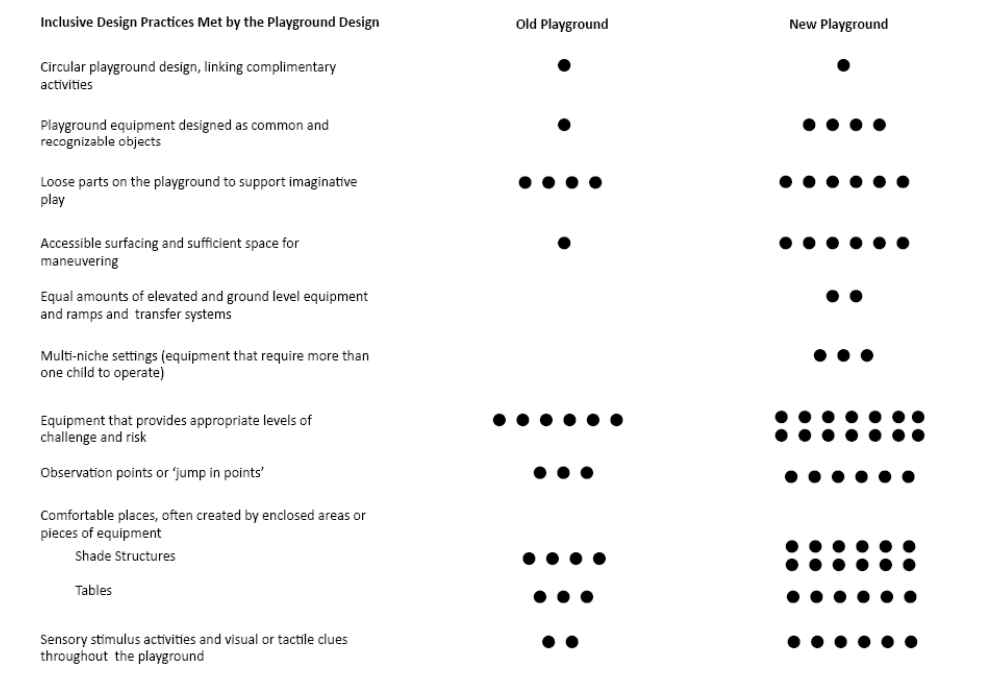 Inclusive Design Practices Met by the Playground Design
Old Playground
New Playground
Circular playground design, linking complimentary
activities
Playground equipment designed as common and
recognizable objects
Loose parts on the playground to support imaginative
play
Accessible surfacing and sufficient space for
maneuvering
Equal amounts of elevated and ground level equipment
and ramps and transfer systems
Multi-niche settings (equipment that require more than
one child to operate)
Equipment that provides appropriate levels of
challenge and risk
Observation points or ‘jump in points’
Comfortable places, often created by enclosed areas or
pieces of equipment
Shade Structures
Tables
Sensory stimulus activities and visual or tactile clues
throughout the playground